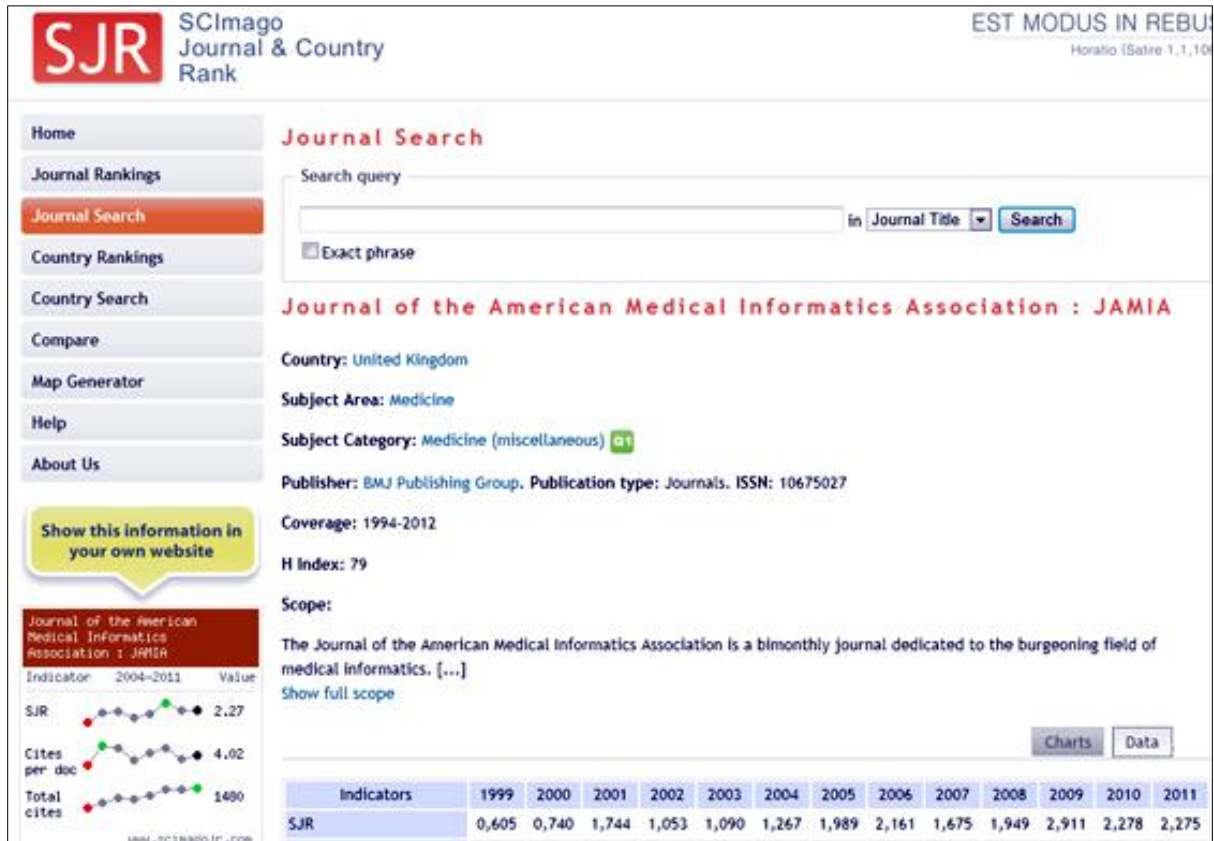 SJR
SCImago
Journal & Country
Rank
EST MODUS IN REBUS
Horatio (Satire 1,1,106
Home
Journal Rankings
Journal Search
Country Rankings
Country Search
Compare
Map Generator
Help
About Us
Show this information in
your own website
Journal of the American
Medical Informatics
Association : JAMIA
Indicator 2004-2011 Value
SJR 2.27
Cites
per doc 4.02
Total
cites 1480
www.scimagojr.com
Journal Search
Search query
in Journal Title Search
Exact phrase
Journal of the American Medical Informatics Association : JAMIA
Country: United Kingdom
Subject Area: Medicine
Subject Category: Medicine (miscellaneous) Q1
Publisher: BMJ Publishing Group. Publication type: Journals. ISSN: 10675027
Coverage: 1994-2012
H Index: 79
Scope:
The Journal of the American Medical Informatics Association is a bimonthly journal dedicated to the burgeoning field of
medical informatics. [...]
Show full scope
Charts Data
Indicators 1999 2000 2001 2002 2003 2004 2005 2006 2007 2008 2009 2010 2011
SJR 0,605 0,740 1,744 1,053 1,090 1,267 1,989 2,161 1,675 1,949 2,911 2,278 2,275